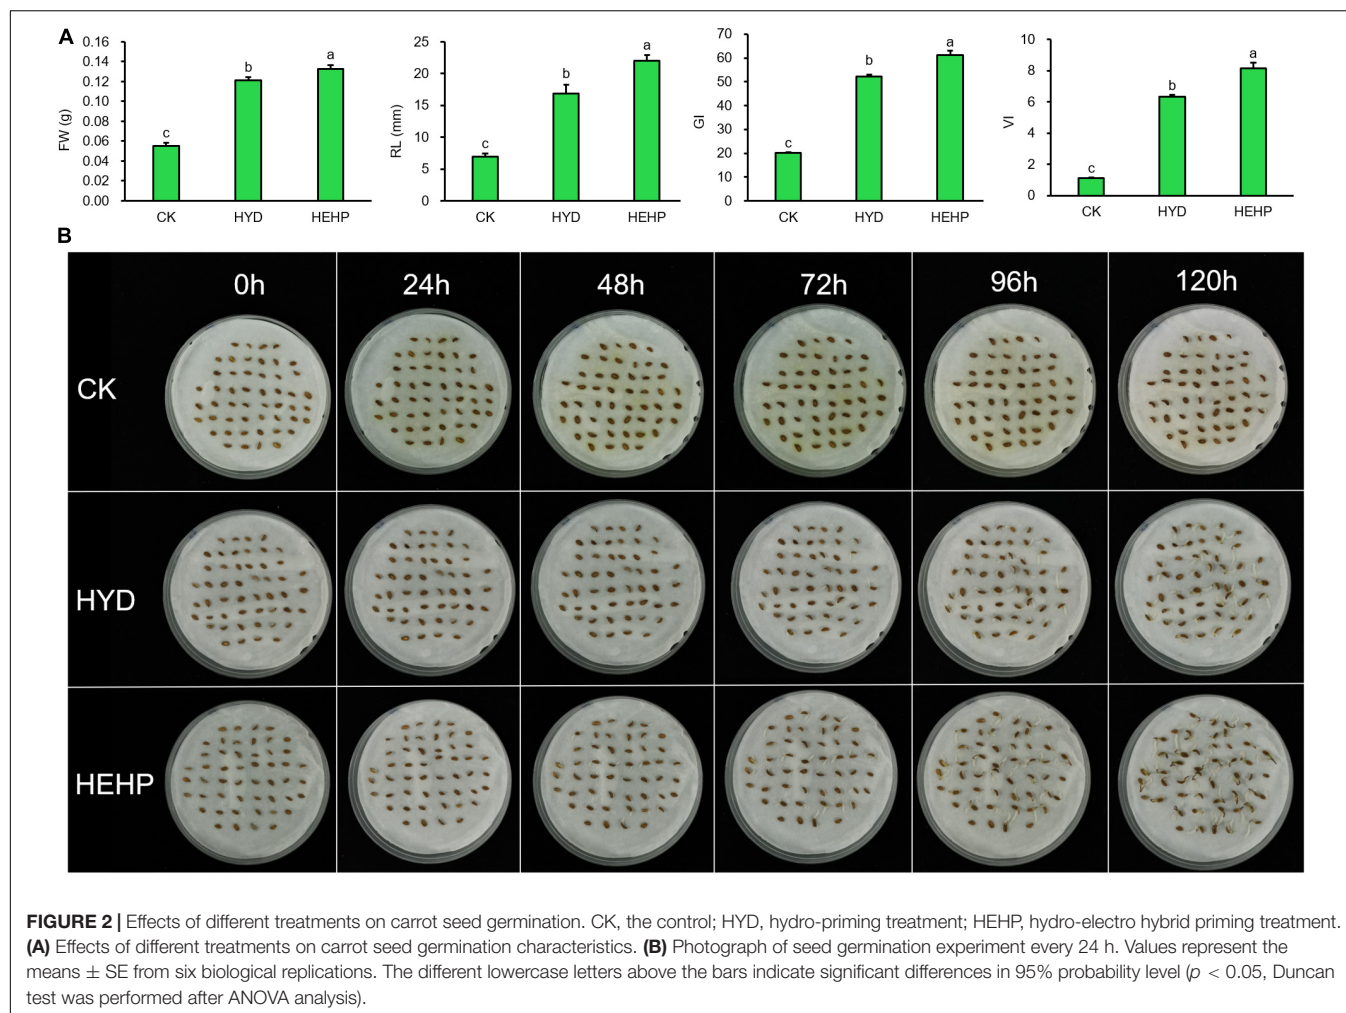 A
0.16
0.14
0.12
0.10
0.08
0.06
0.04
0.02
0.00
FW (g)
c
b
a
CK HYD HEHP
25
20
15
10
5
0
RL (mm)
c
b
a
CK HYD HEHP
70
60
50
40
30
20
10
0
GI
c
b
a
CK HYD HEHP
10
8
6
4
2
0
VI
c
b
a
CK HYD HEHP
B
0h 24h 48h 72h 96h 120h
CK
HYD
HEHP
FIGURE 2 | Effects of different treatments on carrot seed germination. CK, the control; HYD, hydro-priming treatment; HEHP, hydro-electro hybrid priming treatment.
(A) Effects of different treatments on carrot seed germination characteristics. (B) Photograph of seed germination experiment every 24 h. Values represent the
means ± SE from six biological replications. The different lowercase letters above the bars indicate significant differences in 95% probability level (p < 0.05, Duncan
test was performed after ANOVA analysis).